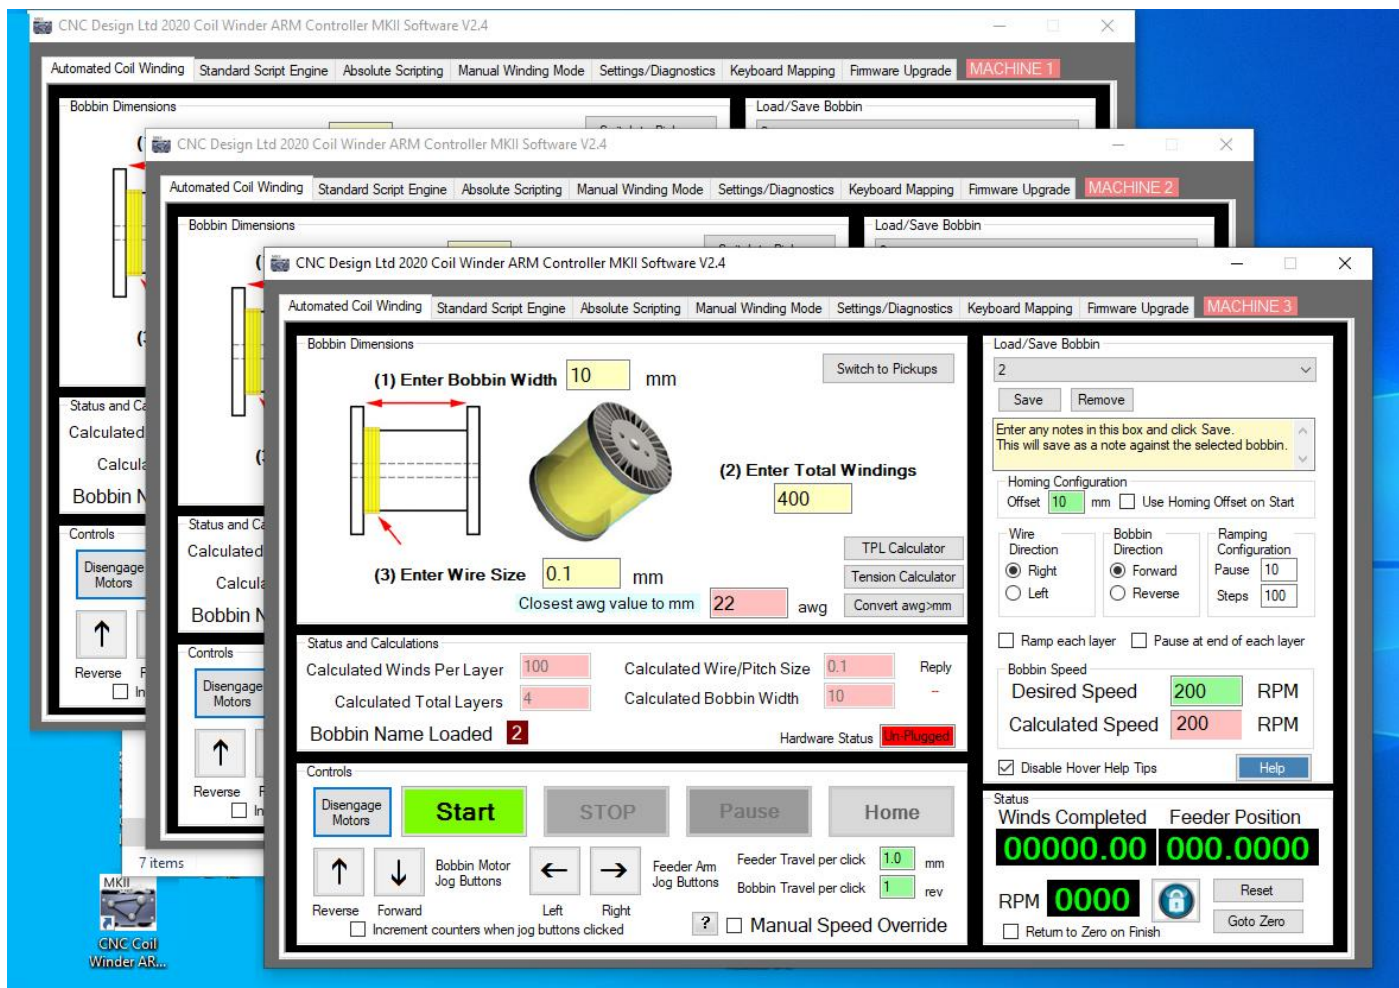 CNC Design Ltd 2020 Coil Winder ARM Controller MKII Software V2.4
Automated Coil Winding Standard Script Engine Absolute Scripting Manual Winding Mode Settings/Diagnostics Keyboard Mapping Firmware Upgrade MACHINE 1
Bobbin Dimensions
Load/Save Bobbin
Status and Ca
Calculated
Calcula
Bobbin N
Controls
Disengage
Motors
Reverse F
In
CNC Design Ltd 2020 Coil Winder ARM Controller MKII Software V2.4
Automated Coil Winding Standard Script Engine Absolute Scripting Manual Winding Mode Settings/Diagnostics Keyboard Mapping Firmware Upgrade MACHINE 2
Bobbin Dimensions
Load/Save Bobbin
Status and Ca
Calculated
Calcula
Bobbin N
Controls
Disengage
Motors
Reverse F
In
CNC Design Ltd 2020 Coil Winder ARM Controller MKII Software V2.4
Automated Coil Winding Standard Script Engine Absolute Scripting Manual Winding Mode Settings/Diagnostics Keyboard Mapping Firmware Upgrade MACHINE 3
Bobbin Dimensions
(1) Enter Bobbin Width 10 mm
Switch to Pickups
(2) Enter Total Windings
400
(3) Enter Wire Size 0.1 mm
Closest awg value to mm 22 awg
TPL Calculator
Tension Calculator
Convert awg>mm
Status and Calculations
Calculated Winds Per Layer 100 Calculated Wire/Pitch Size 0.1 Reply
Calculated Total Layers 4 Calculated Bobbin Width 10 --
Bobbin Name Loaded 2 Hardware Status Un-Plugged
Controls
Disengage
Motors
Start STOP Pause Home
Bobbin Motor
Jog Buttons
Feeder Arm
Jog Buttons
Feeder Travel per click 1.0 mm
Bobbin Travel per click 1 rev
Reverse Forward Left Right
Increment counters when jog buttons clicked
? Manual Speed Override
Load/Save Bobbin
2
Save Remove
Enter any notes in this box and click Save.
This will save as a note against the selected bobbin.
Homing Configuration
Offset 10 mm Use Homing Offset on Start
Wire
Direction
Right
Left
Bobbin
Direction
Forward
Reverse
Ramping
Configuration
Pause 10
Steps 100
Ramp each layer Pause at end of each layer
Bobbin Speed
Desired Speed 200 RPM
Calculated Speed 200 RPM
Disable Hover Help Tips Help
Status
Winds Completed Feeder Position
00000.00 000.0000
RPM 0000
Reset
Goto Zero
Return to Zero on Finish
7 items
MKII
CNC Coil
Winder AR...